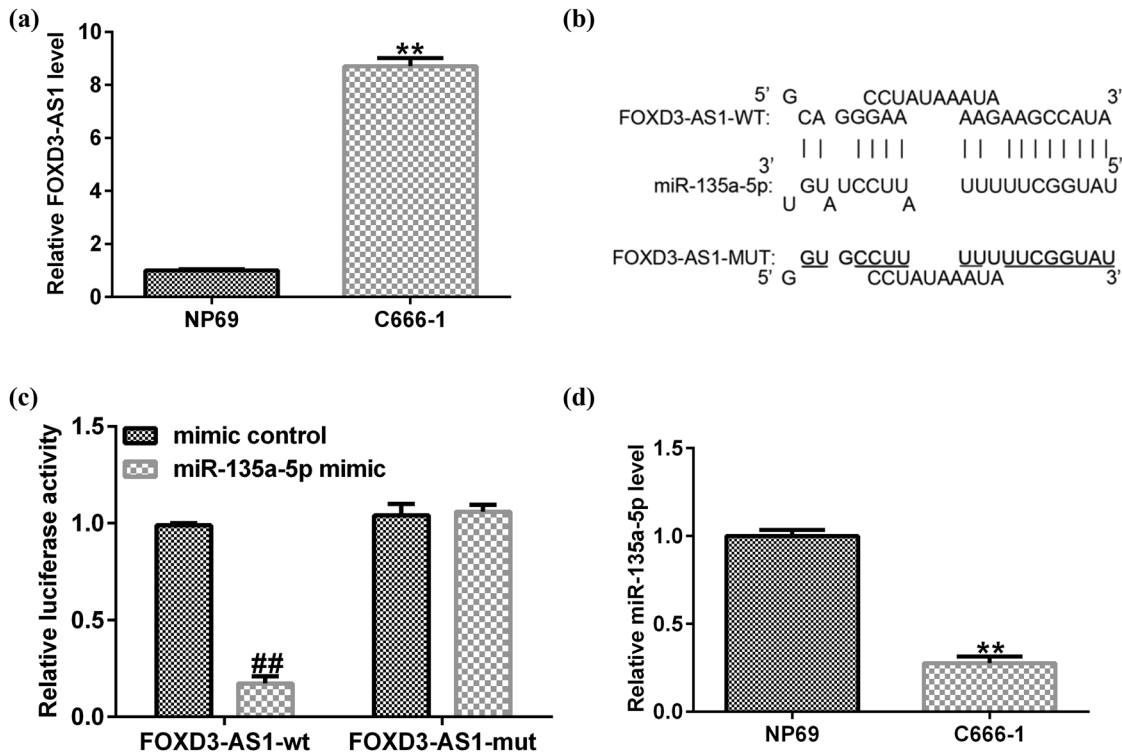 (a)
Relative FOXD3-AS1 level
10
8
6
4
2
0
**
NP69
C666-1
(b)
5’ G CCUAUAAAUA 3’
FOXD3-AS1-WT: CA GGGAA AAGAAGCCAUA
3’ 5’
miR-135a-5p: GU UCCUU UUUUUCGGUAU
U A A
FOXD3-AS1-MUT: GU GCCUU UUUUUCGGUAU
5’ G CCUAUAAAUA 3’
(c)
Relative luciferase activity
1.5
1.0
0.5
0.0
mimic control
miR-135a-5p mimic
##
FOXD3-AS1-wt
FOXD3-AS1-mut
(d)
Relative miR-135a-5p level
1.5
1.0
0.5
0.0
**
NP69
C666-1